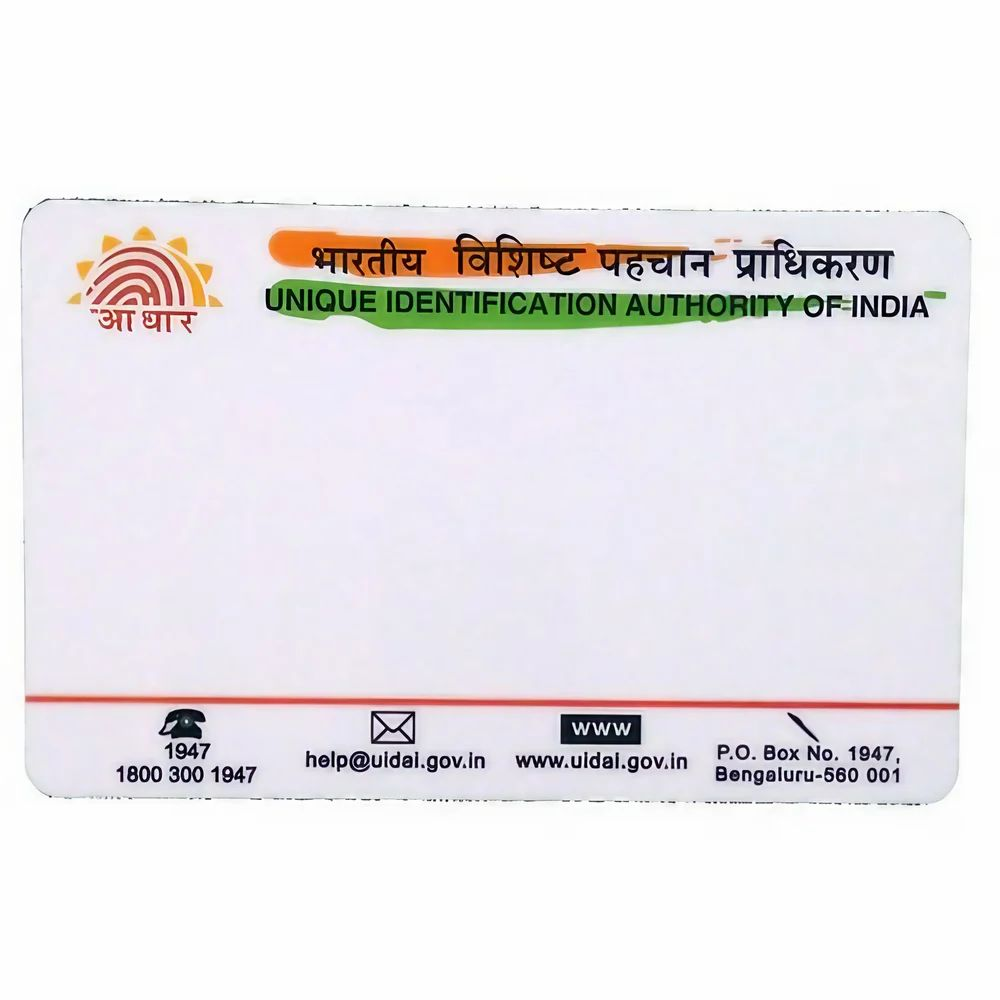 आधार
भारतीय विशिष्ट पहचान प्राधिकरण
UNIQUE IDENTIFICATION AUTHORITY OF INDIA
1947
1800 300 1947
help@uidai.gov.in
WWW
www.uidai.gov.in
P.O. Box No. 1947,
Bengaluru-560 001